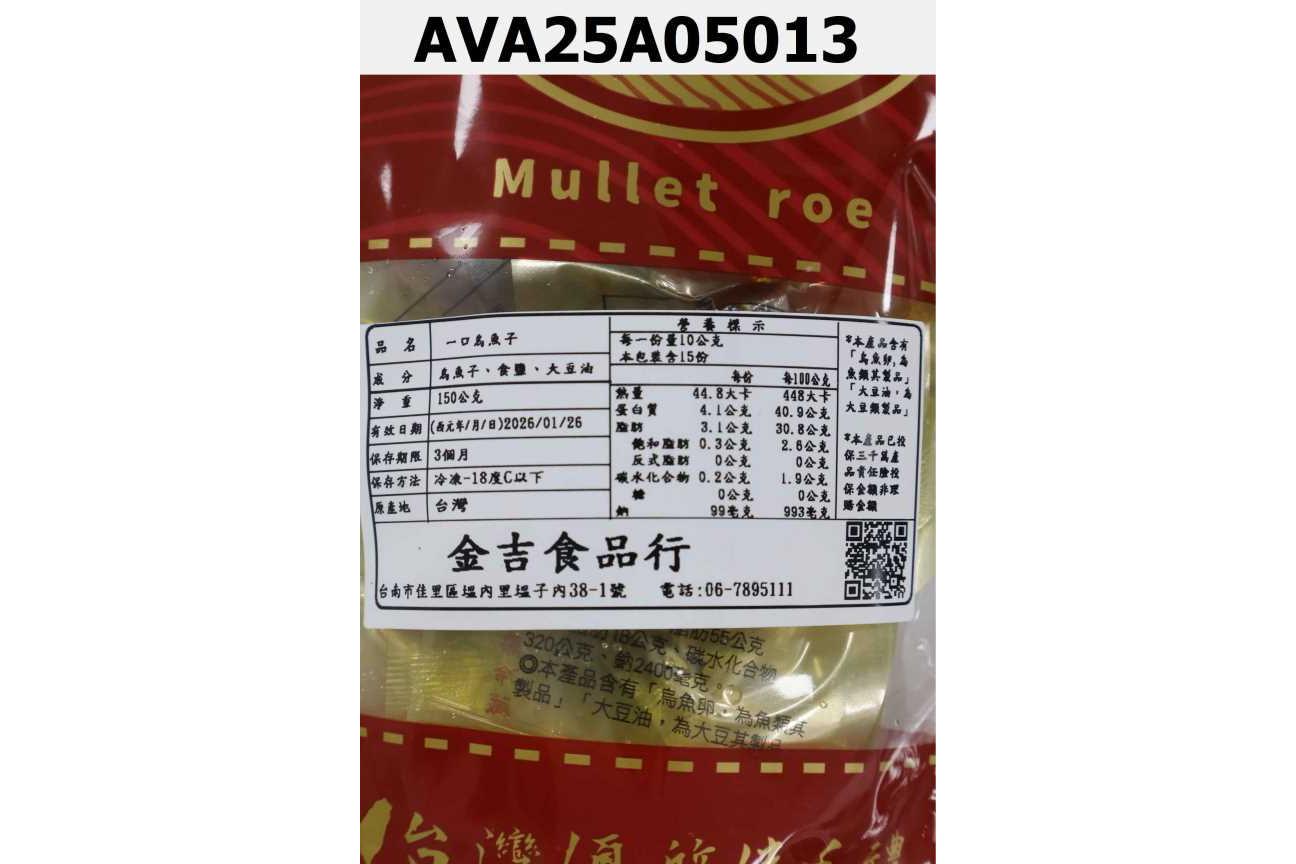 AVA25A05013
Mullet roe
品 名 一口烏魚子
成 分 烏魚子、食鹽、大豆油
淨 重 150公克
有效日期 (西元年/月/日)2026/01/26
保存期限 3個月
保存方法 冷凍-18度C以下
原產地 台灣
營養標示
每一份量10公克
本包裝含15份
每份 每100公克
熱量 44.8大卡 448大卡
蛋白質 4.1公克 40.9公克
脂肪 3.1公克 30.8公克
飽和脂肪 0.3公克 2.6公克
反式脂肪 0公克 0公克
碳水化合物 0.2公克 1.9公克
糖 0公克 0公克
鈉 99毫克 993毫克
*本產品含有
「烏魚卵,為
魚類其製品」
「大豆油,為
大豆類製品」
*本產品已投
保三千萬產
品責任險投
保金額非理
賠金額
金吉食品行
台南市佳里區塭內里塭子內38-1號 電話:06-7895111
18公克、 脂肪55公克
320公克、鈉2400毫克。 碳水化合物
◎本產品含有「烏魚卵,為魚類其
製品」「大豆油,為大豆其製品
台灣